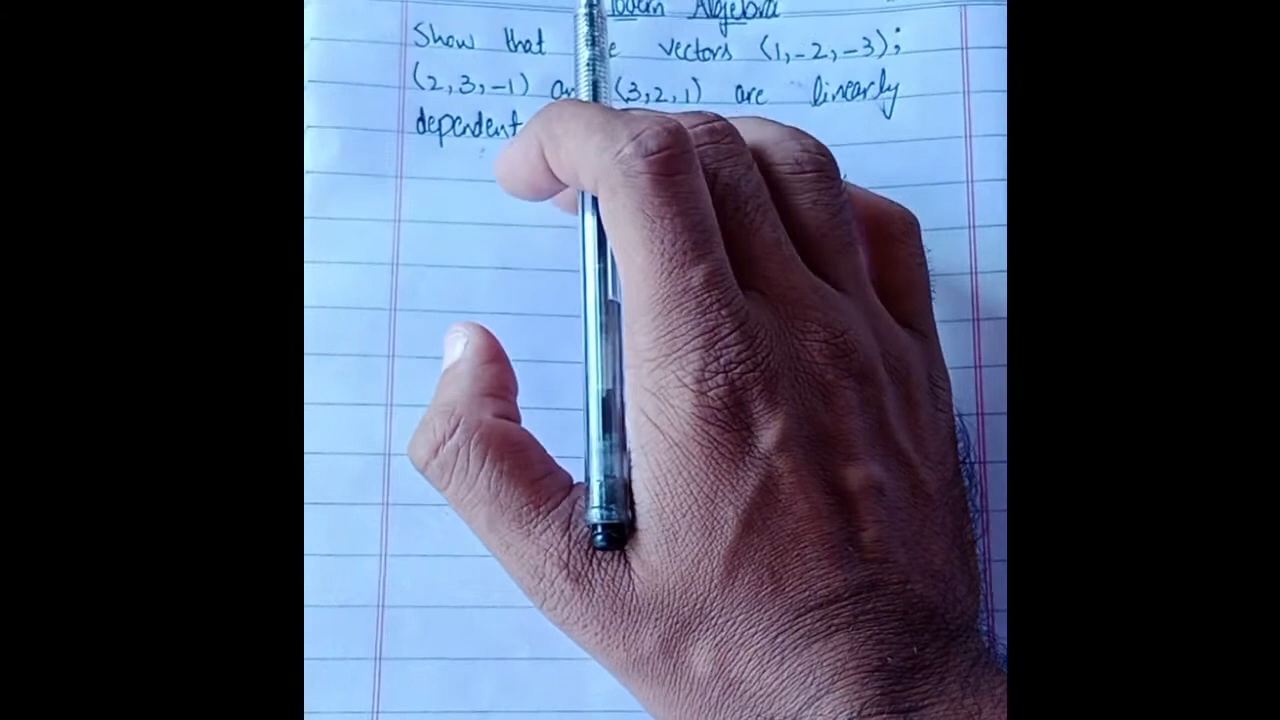 Algebra
Show that vectors (1,-2,-3);
(2,3,-1) (3,2,1) are linearly
dependent